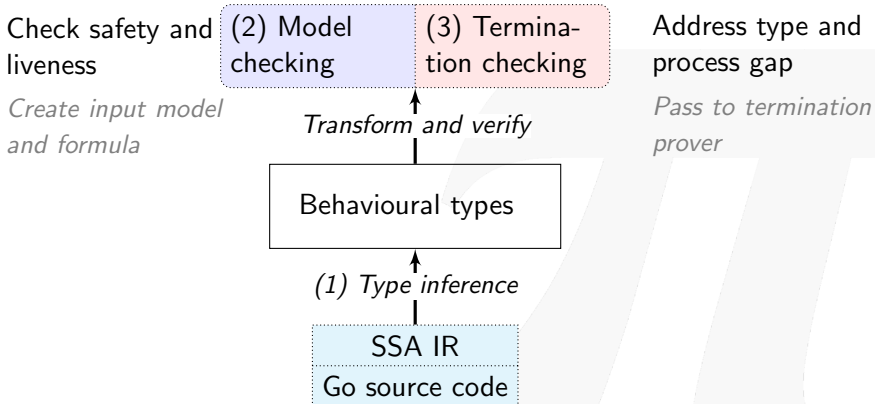 Check safety and
liveness
Create input model
and formula
(2) Model
checking
(3) Termina-
tion checking
Address type and
process gap
Pass to termination
prover
Transform and verify
Behavioural types
(1) Type inference
SSA IR
Go source code